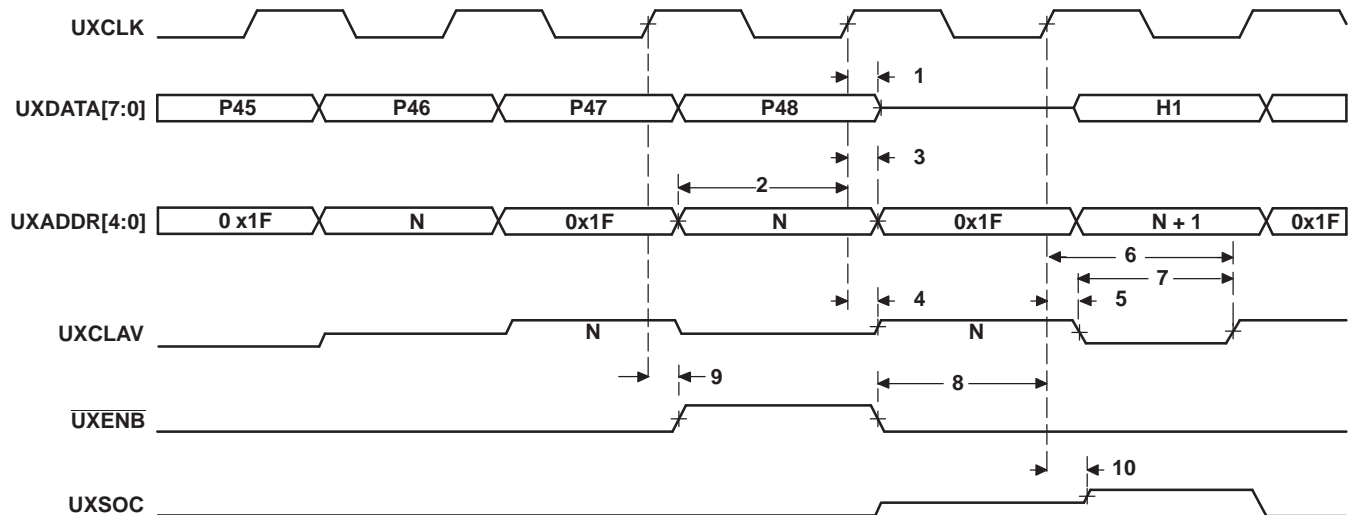 UXCLK
1
UXDATA[7:0] P45 P46 P47 P48 H1
3
2
UXADDR[4:0] 0 x1F N 0x1F N 0x1F N + 1 0x1F
6
7
4 5
UXCLAV N N
9 8
UXENB
10
UXSOC